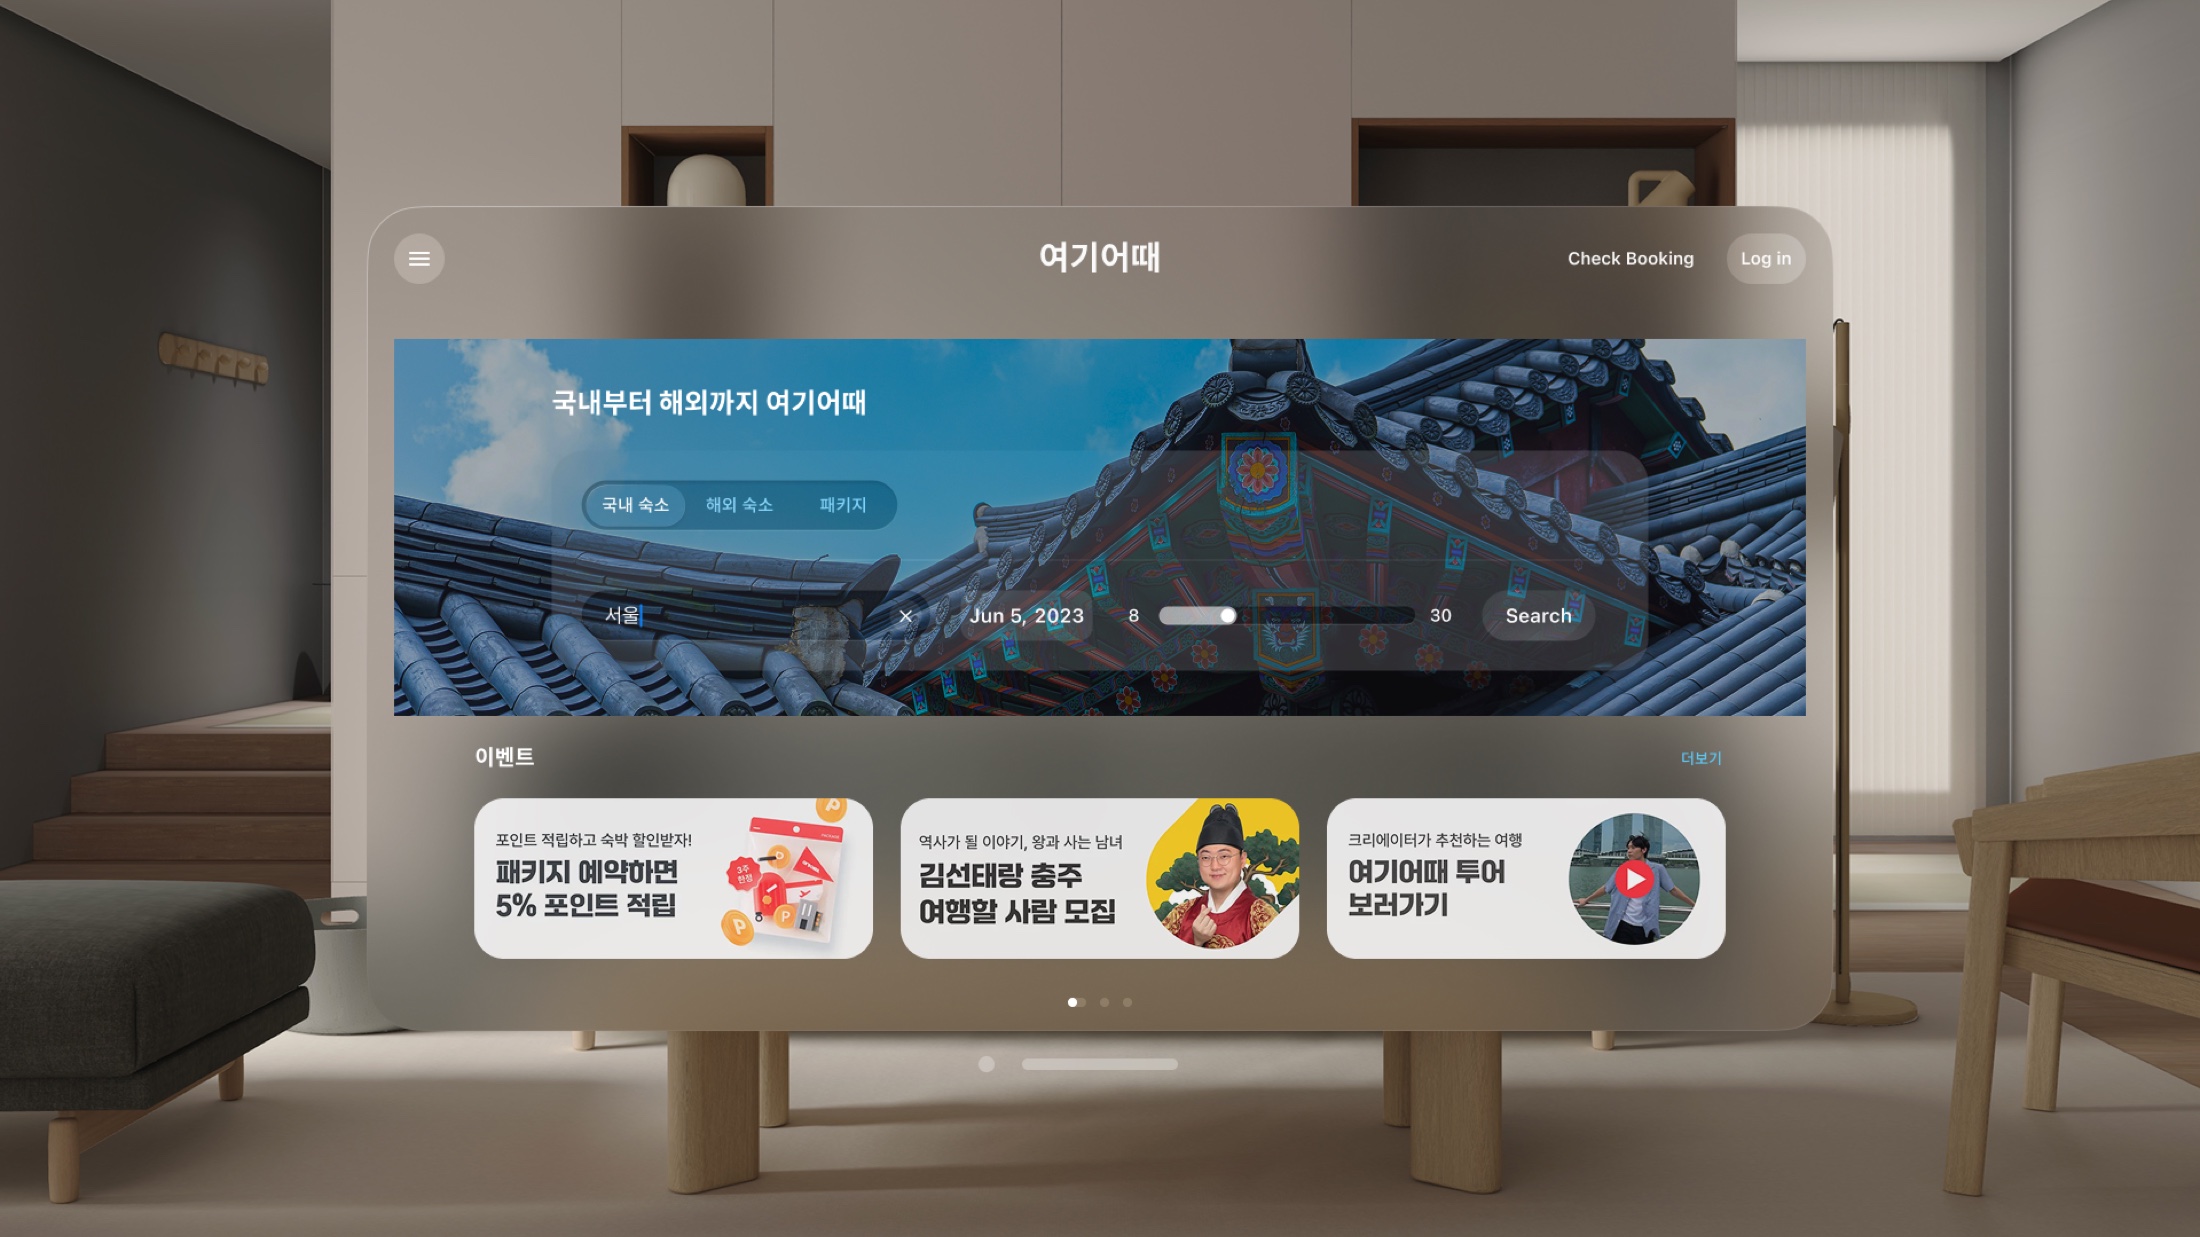 여기어때
Check Booking
Log in
국내부터 해외까지 여기어때
국내 숙소
해외 숙소
패키지
서울
Jun 5, 2023
8
30
Search
이벤트
더보기
포인트 적립하고 숙박 할인받자!
패키지 예약하면
5% 포인트 적립
3주
한정
역사가 될 이야기, 왕과 사는 남녀
김선태랑 충주
여행할 사람 모집
크리에이터가 추천하는 여행
여기어때 투어
보러가기